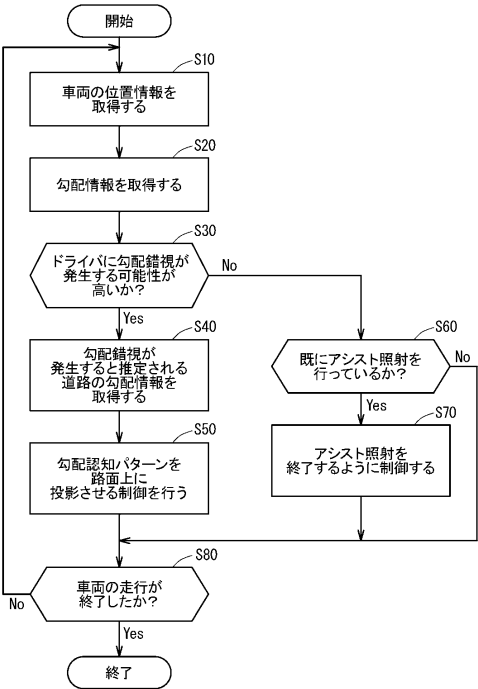 開始
S10
車両の位置情報を
取得する
S20
勾配情報を取得する
S30
ドライバに勾配錯視が
発生する可能性が
高いか?
No
Yes
S40
勾配錯視が
発生すると推定される
道路の勾配情報を
取得する
S50
勾配認知パターンを
路面上に
投影させる制御を行う
S60
既にアシスト照射を
行っているか?
No
Yes
S70
アシスト照射を
終了するように制御する
S80
車両の走行が
終了したか?
No
Yes
終了